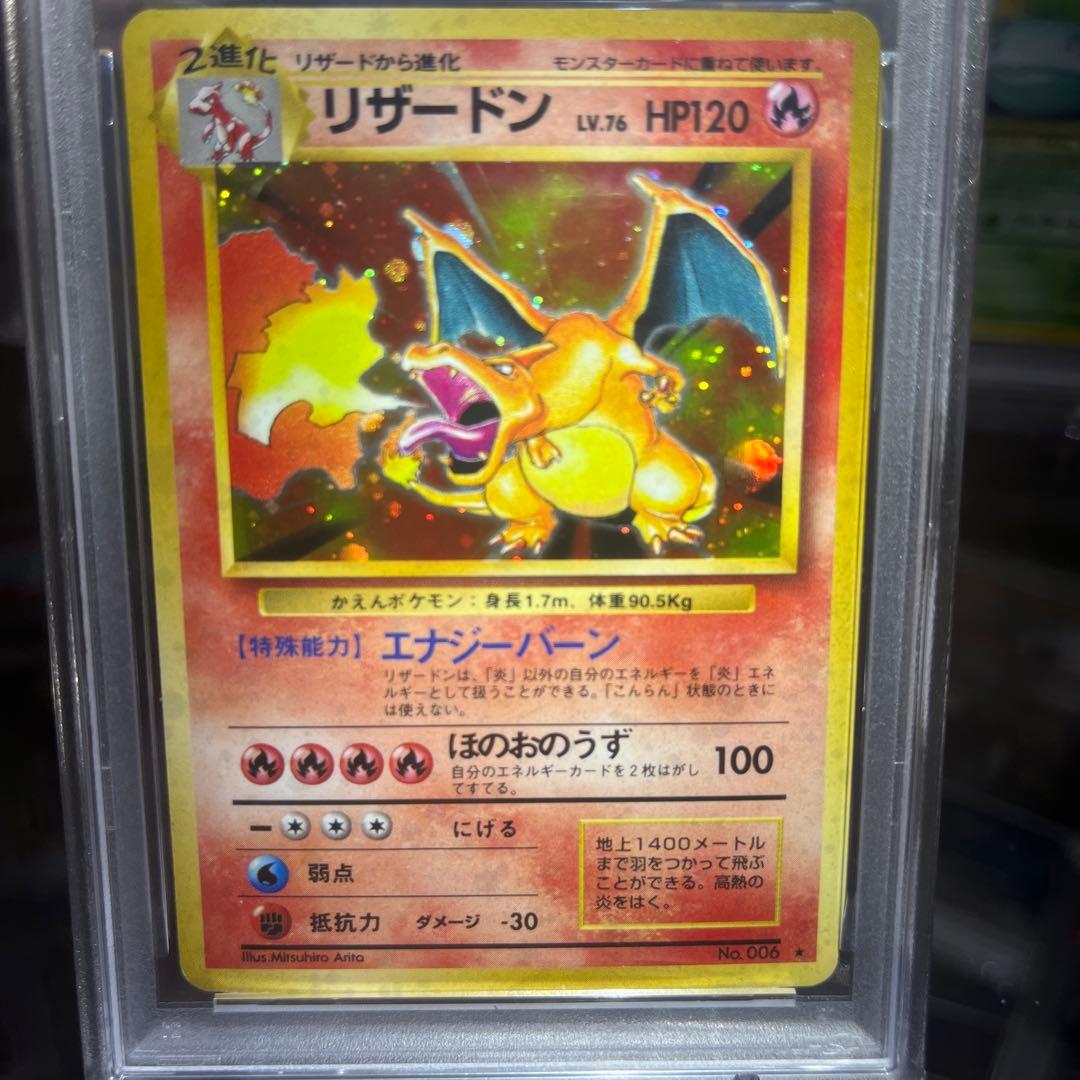 2進化 リザードから進化 モンスターカードに重ねて使います。
リザードン LV.76 HP120
かえんポケモン：身長1.7m、体重90.5Kg
【特殊能力】エナジーバーン
リザードンは、「炎」以外の自分のエネルギーを「炎」エネ
ルギーとして扱うことができる。「こんらん」状態のときに
は使えない。
ほのおのうず 100
自分のエネルギーカードを2枚はがし
てすてる。
にげる
弱点
抵抗力 ダメージ -30
地上1400メートル
まで羽をつかって飛ぶ
ことができる。高熱の
炎をはく。
Illus.Mitsuhiro Arita No.006 ★